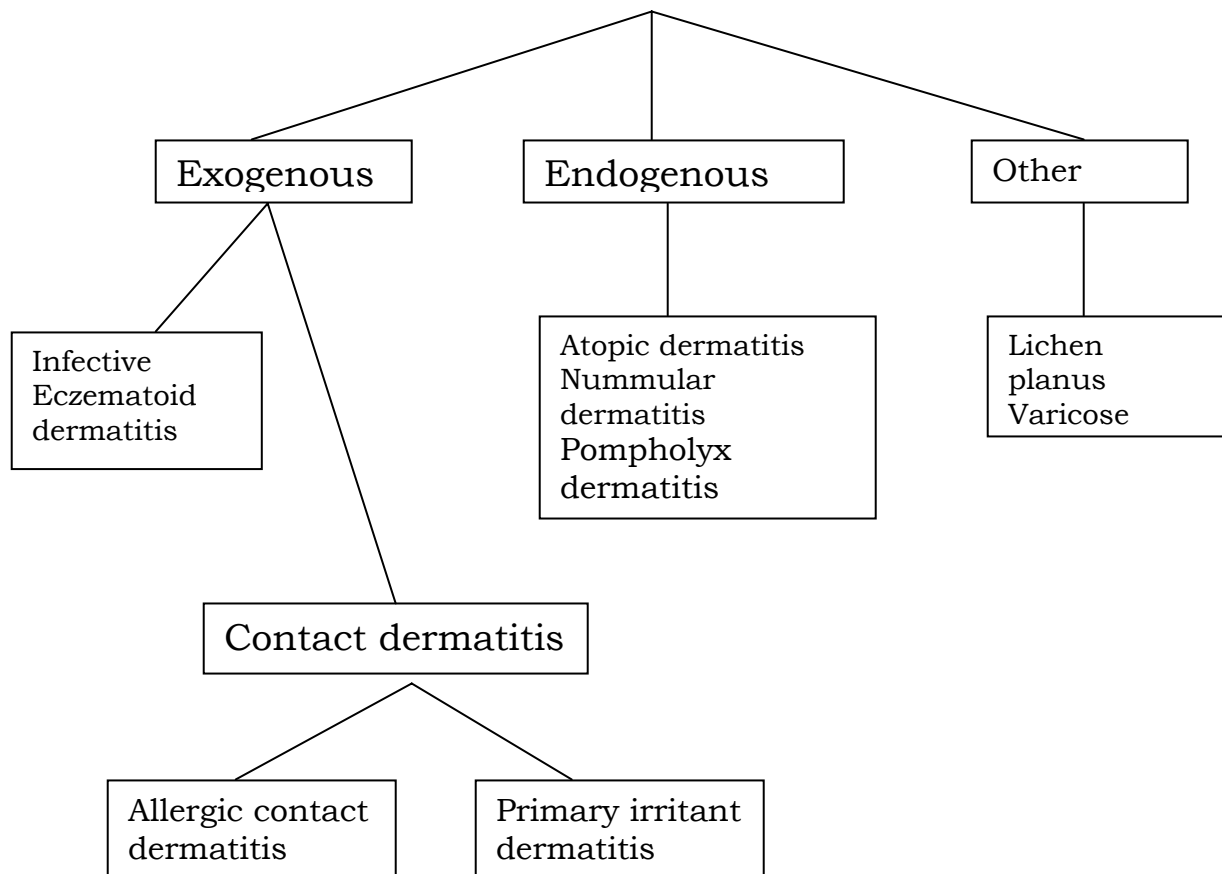 Exogenous
Endogenous
Other
Infective
Eczematoid
dermatitis
Atopic dermatitis
Nummular
dermatitis
Pompholyx
dermatitis
Lichen
planus
Varicose
Contact dermatitis
Allergic contact
dermatitis
Primary irritant
dermatitis